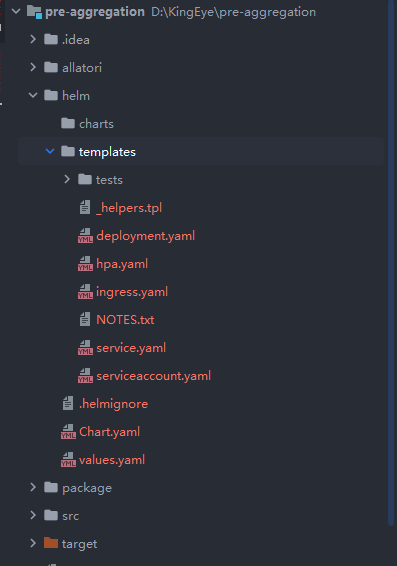 pre-aggregation D:\KingEye\pre-aggregation
.idea
allatori
helm
charts
templates
tests
_helpers.tpl
deployment.yaml
hpa.yaml
ingress.yaml
NOTES.txt
service.yaml
serviceaccount.yaml
.helmignore
Chart.yaml
values.yaml
package
src
target